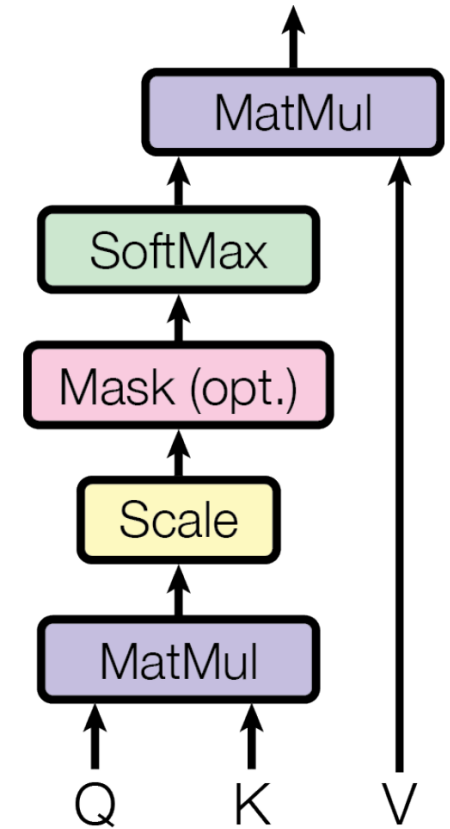 MatMul
SoftMax
Mask (opt.)
Scale
MatMul
Q K V